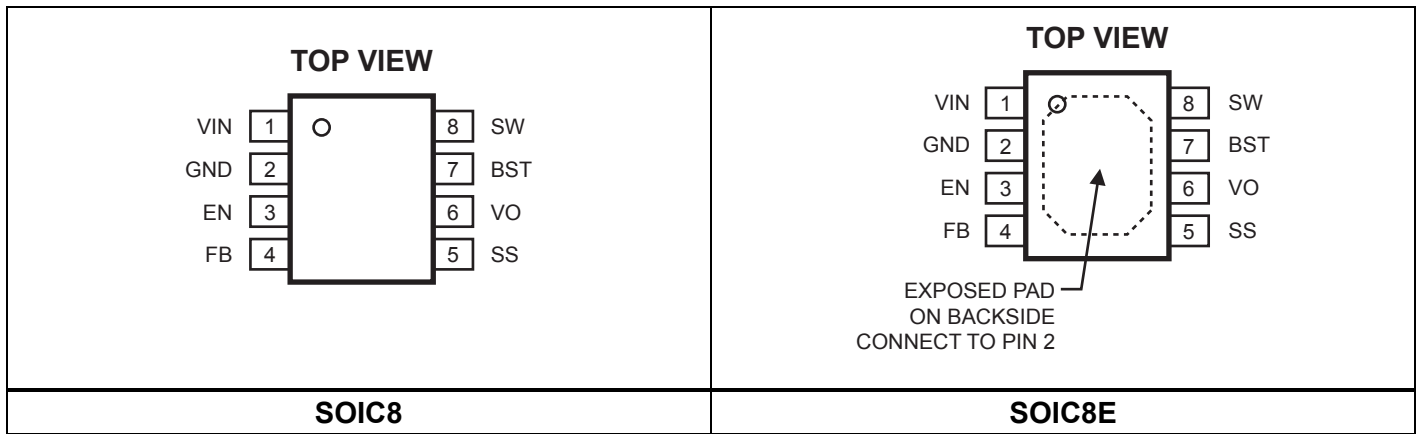 TOP VIEW
VIN 1 8 SW
GND 2 7 BST
EN 3 6 VO
FB 4 5 SS
SOIC8
TOP VIEW
VIN 1 8 SW
GND 2 7 BST
EN 3 6 VO
FB 4 5 SS
EXPOSED PAD
ON BACKSIDE
CONNECT TO PIN 2
SOIC8E